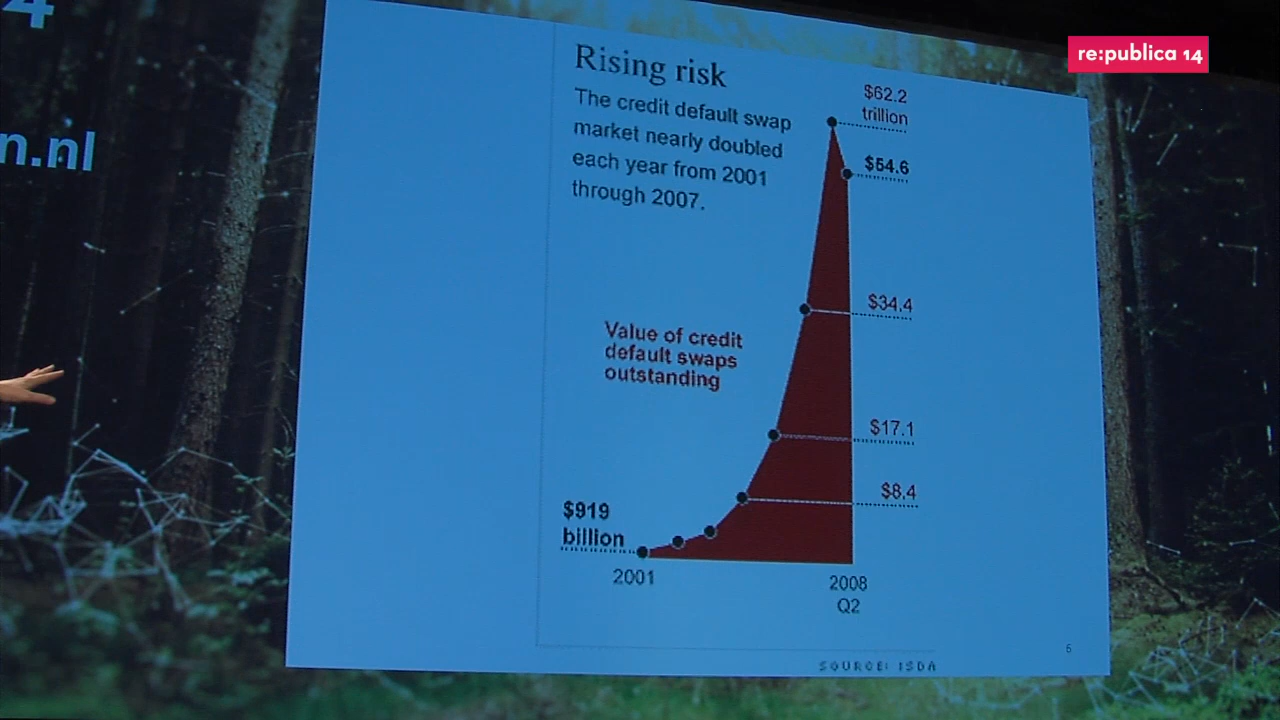 4
n.nl
re:publica 14
Rising risk
The credit default swap
market nearly doubled
each year from 2001
through 2007.
$62.2
trillion
$54.6
$34.4
Value of credit
default swaps
outstanding
$17.1
$8.4
$919
billion
2001
2008
Q2
6
SOURCE: ISDA